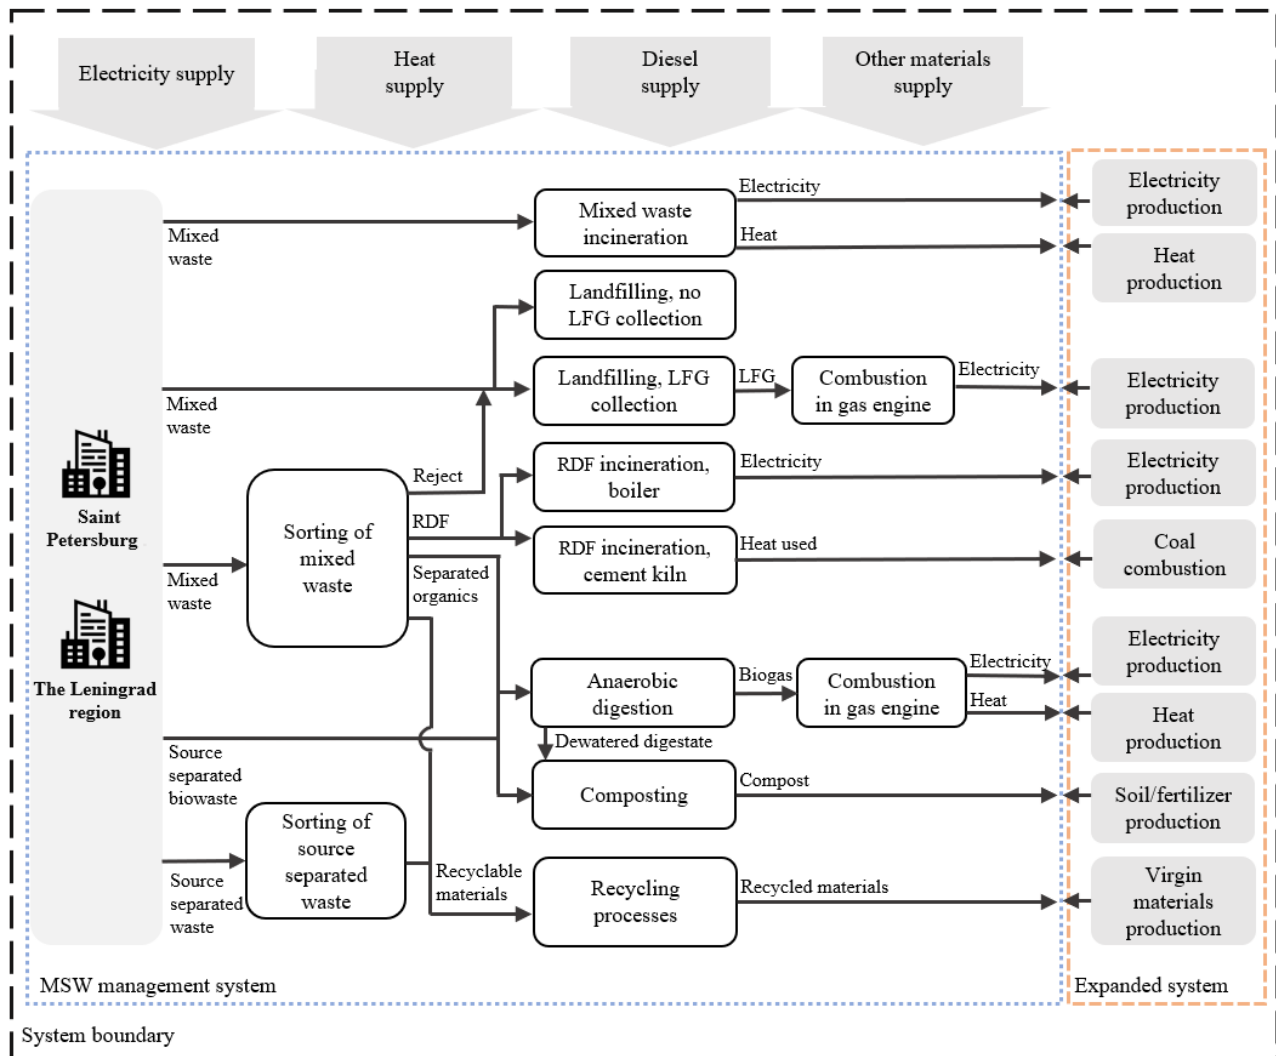 Electricity supply
Heat
supply
Diesel
supply
Other materials
supply
Mixed
waste
Mixed waste
incineration
Electricity
Heat
Electricity
production
Heat
production
Landfilling, no
LFG collection
Mixed
waste
Landfilling, LFG
collection
LFG
Combustion
in gas engine
Electricity
Electricity
production
Saint
Petersburg
The Leningrad
region
Mixed
waste
Sorting of
mixed
waste
Reject
RDF
Separated
organics
RDF incineration,
boiler
Electricity
Electricity
production
RDF incineration,
cement kiln
Heat used
Coal
combustion
Source
separated
biowaste
Anaerobic
digestion
Biogas
Combustion
in gas engine
Electricity
Heat
Electricity
production
Heat
production
Dewatered digestate
Composting
Compost
Soil/fertilizer
production
Source
separated
waste
Sorting of
source
separated
waste
Recyclable
materials
Recycling
processes
Recycled materials
Virgin
materials
production
MSW management system
Expanded system
System boundary